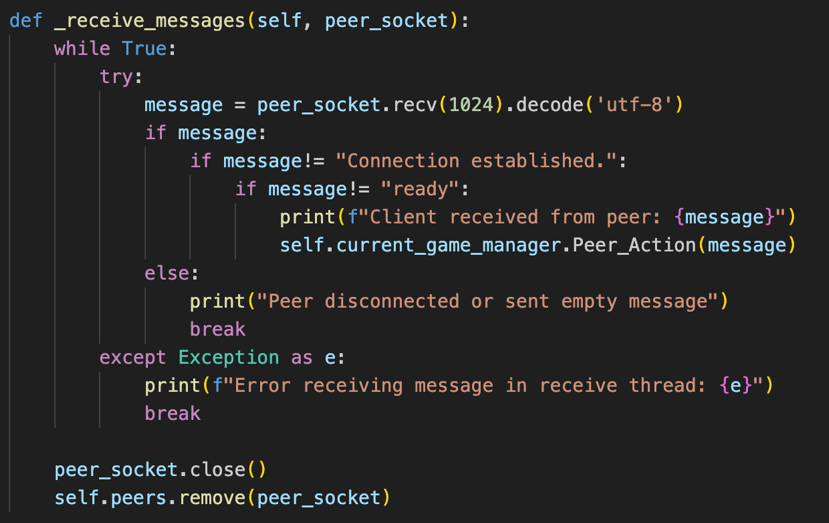 def _receive_messages(self, peer_socket):
    while True:
        try:
            message = peer_socket.recv(1024).decode('utf-8')
            if message:
                if message!= "Connection established.":
                    if message!= "ready":
                        print(f"Client received from peer: {message}")
                        self.current_game_manager.Peer_Action(message)
            else:
                print("Peer disconnected or sent empty message")
                break
        except Exception as e:
            print(f"Error receiving message in receive thread: {e}")
            break

    peer_socket.close()
    self.peers.remove(peer_socket)